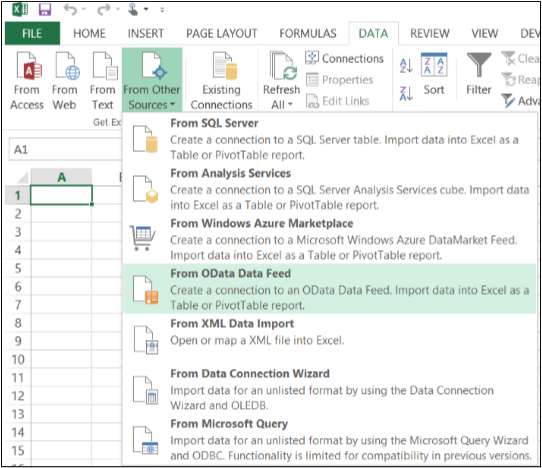 FILE HOME INSERT PAGE LAYOUT FORMULAS DATA REVIEW VIEW
From Access
From Web
From Text
From Other Sources
Existing Connections
Refresh All
Connections
Properties
Edit Links
A Z
Z A
Z A A Z
Sort
Filter
Get Ex
A1
A
1
2
3
4
5
6
7
8
9
10
11
12
13
14
15
From SQL Server
Create a connection to a SQL Server table. Import data into Excel as a
Table or PivotTable report.
From Analysis Services
Create a connection to a SQL Server Analysis Services cube. Import data
into Excel as a Table or PivotTable report.
From Windows Azure Marketplace
Create a connection to a Microsoft Windows Azure DataMarket Feed.
Import data into Excel as a Table or PivotTable report.
From OData Data Feed
Create a connection to an OData Data Feed. Import data into Excel as a
Table or PivotTable report.
From XML Data Import
Open or map a XML file into Excel.
From Data Connection Wizard
Import data for an unlisted format by using the Data Connection
Wizard and OLEDB.
From Microsoft Query
Import data for an unlisted format by using the Microsoft Query Wizard
and ODBC. Functionality is limited for compatibility in previous versions.